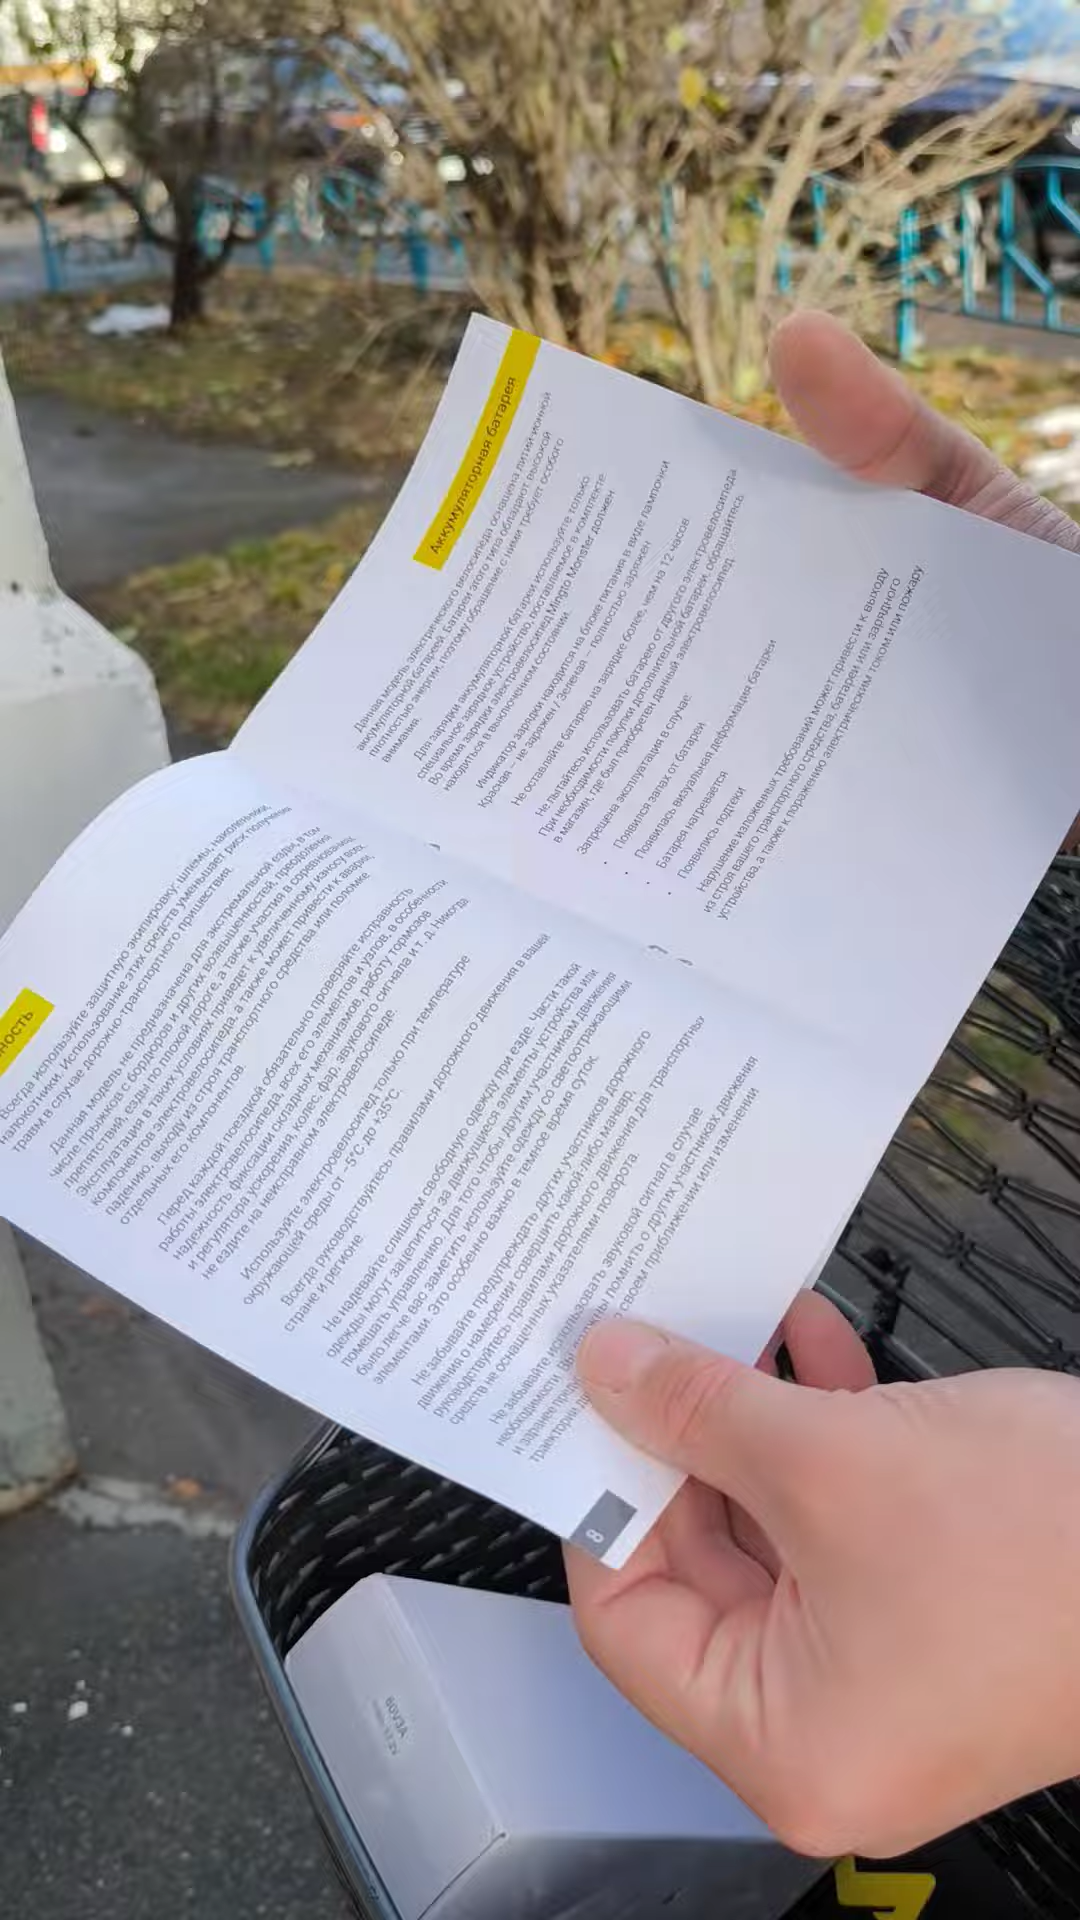 ность
Всегда используйте защитную экипировку: шлемы, наколенники,
налокотники. Использование этих средств уменьшает риск получения
травм в случае дорожно-транспортного пришествия.
Данная модель не предназначена для экстремальной езды, в том
числе прыжков с бордюров и других возвышенностей, преодоления
препятствий, езды по плохой дороге, а также участия в соревнованиях.
Эксплуатация в таких условиях приведет к увеличенному износу всех
компонентов электровелосипеда, а также может привести к аварии,
падению, выходу из строя транспортного средства или поломке
отдельных его компонентов.
Перед каждой поездкой обязательно проверяйте исправность
работы электровелосипеда, всех его элементов и узлов, в особенности
надежность фиксации складных механизмов, работу тормозов
и регулятора ускорения, колес, фар, звукового сигнала и т. д. Никогда
не ездите на неисправном электровелосипеде.
Используйте электровелосипед только при температуре
окружающей среды от –5°C до +35°C.
Всегда руководствуйтесь правилами дорожного движения в вашей
стране и регионе
Не надевайте слишком свободную одежду при езде. Части такой
одежды могут зацепиться за движущиеся элементы устройства или
помешать управлению. Для того чтобы другим участникам движения
было легче вас заметить используйте одежду со светоотражающими
элементами. Это особенно важно в темное время суток.
Не забывайте предупреждать других участников дорожного
движения о намерении совершить какой-либо маневр,
руководствуйтесь правилами дорожного движения для транспортны
средств не оснащенных указателями поворота.
Не забывайте использовать звуковой сигнал в случае
необходимости, помнить о других участниках движения
и заранее своем приближении или изменении
траектории
8
Аккумуляторная батарея
Данная модель электрического велосипеда оснащена литий-ионной
аккумуляторной батареей. Батареи этого типа обладают высокой
плотностью энергии, поэтому обращение с ними требует особого
внимания.
Для зарядки аккумуляторной батареи используйте только
специальное зарядное устройство, поставляемое в комплекте.
Во время зарядки электровелосипед Mingto Monster должен
находиться в выключенном состоянии.
Индикатор зарядки находится на блоке питания в виде лампочки
Красная – не заряжен / Зеленая – полностью заряжен
Не оставляйте батарею на зарядке более, чем на 12 часов
Не пытайтесь использовать батарею от другого электровелосипеда
При необходимости покупки дополнительной батареи, обращайтесь
в магазин, где был приобретен данный электровелосипед.
Запрещена эксплуатация в случае:
• Появился запах от батареи
• Появилась визуальная деформация батареи
• Батарея нагревается
• Появились подтеки
Нарушение изложенных требований может привести к выходу
из строя вашего транспортного средства, батареи или зарядного
устройства, а также к поражению электрическим током или пожару
60V3A